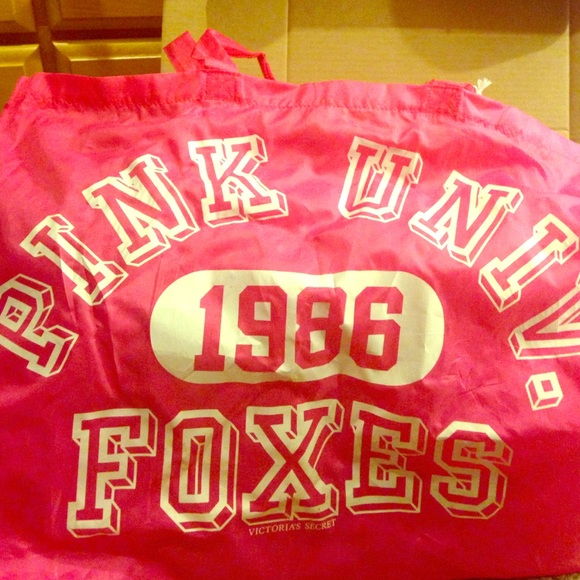 PINK UNIV.
1986
FOXES
VICTORIA'S SECRET